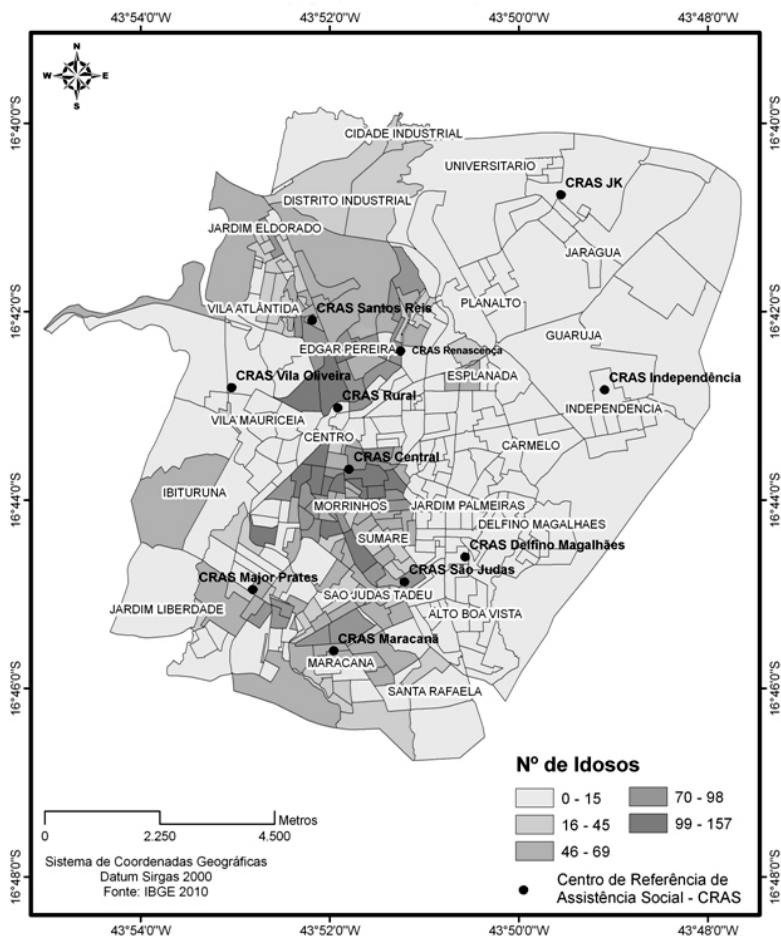 43°54'0"W 43°52'0"W 43°50'0"W 43°48'0"W
N
W E
S
16°40'0"S 16°40'0"S
CIDADE INDUSTRIAL
UNIVERSITARIO
CRAS JK
DISTRITO INDUSTRIAL
JARDIM ELDORADO
JARAGUA
16°42'0"S 16°42'0"S
PLANALTO
VILA ATLÂNTIDA CRAS Santos Reis
GUARUJA
EDGAR PEREIRA CRAS Renascença
CRAS Vila Oliveira ESPLANADA CRAS Independência
CRAS Rural INDEPENDENCIA
VILA MAURICEIA
CENTRO
CARMELO
CRAS Central
IBITURUNA
16°44'0"S 16°44'0"S
MORRINHOS JARDIM PALMEIRAS
DELFINO MAGALHAES
SUMARE CRAS Delfino Magalhães
CRAS São Judas
CRAS Major Prates
SAO JUDAS TADEU
JARDIM LIBERDADE ALTO BOA VISTA
CRAS Maracanã
MARACANA
16°46'0"S 16°46'0"S
SANTA RAFAELA
Nº de Idosos
0 - 15 70 - 98
16 - 45 99 - 157
46 - 69
Centro de Referência de
Assistência Social - CRAS
Metros
0 2.250 4.500
Sistema de Coordenadas Geográficas
Datum Sirgas 2000
Fonte: IBGE 2010
16°48'0"S 16°48'0"S
43°54'0"W 43°52'0"W 43°50'0"W 43°48'0"W